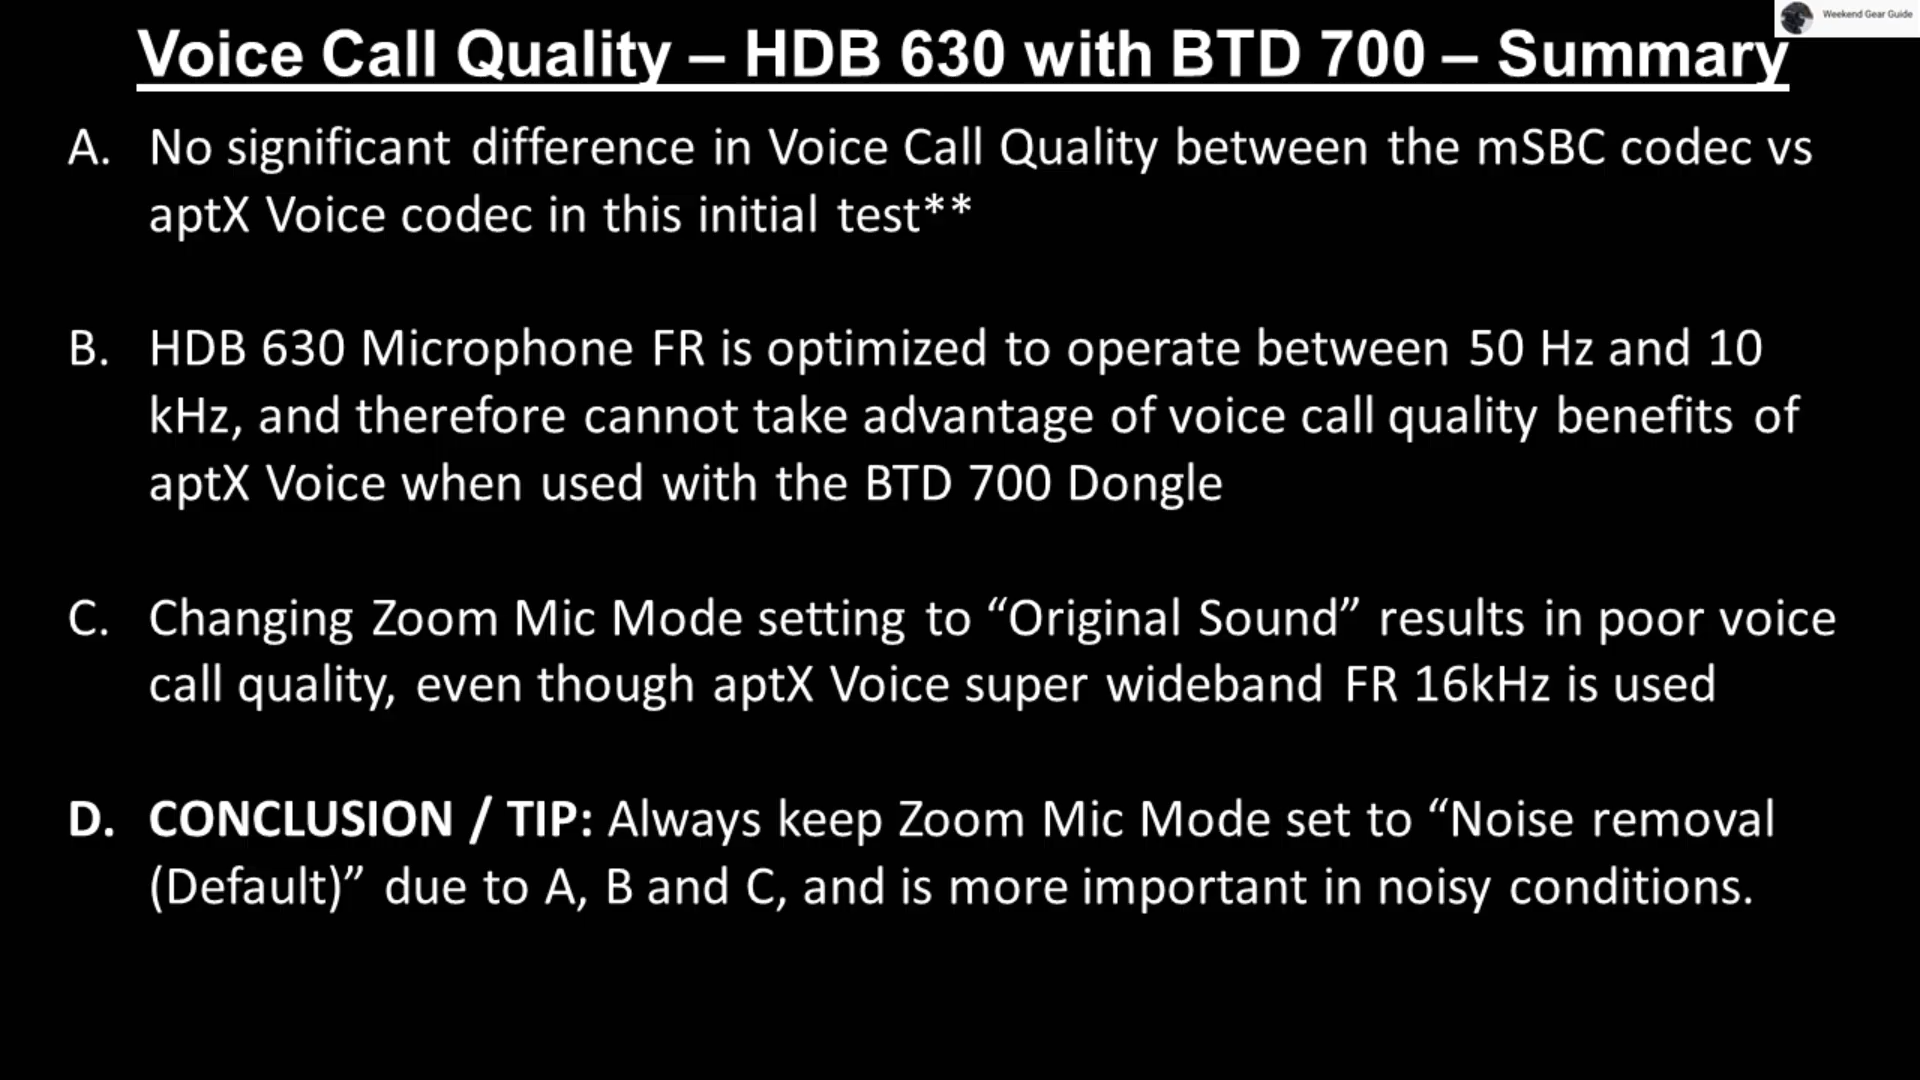 Weekend Gear Guide
Voice Call Quality – HDB 630 with BTD 700 – Summary
A. No significant difference in Voice Call Quality between the mSBC codec vs
aptX Voice codec in this initial test**
B. HDB 630 Microphone FR is optimized to operate between 50 Hz and 10
kHz, and therefore cannot take advantage of voice call quality benefits of
aptX Voice when used with the BTD 700 Dongle
C. Changing Zoom Mic Mode setting to “Original Sound” results in poor voice
call quality, even though aptX Voice super wideband FR 16kHz is used
D. CONCLUSION / TIP: Always keep Zoom Mic Mode set to “Noise removal
(Default)” due to A, B and C, and is more important in noisy conditions.